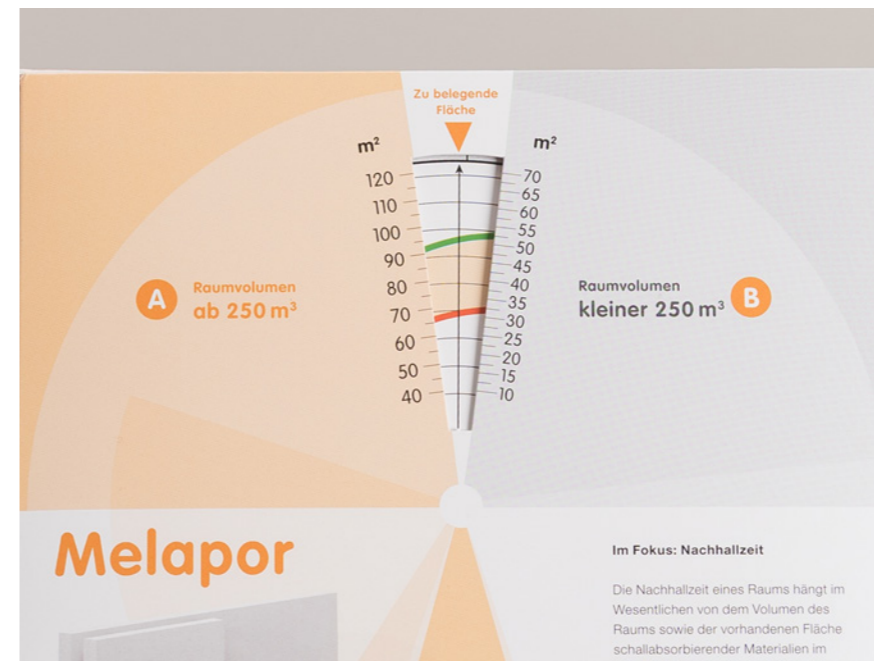 Zu belegende
Fläche
m²
120
110
100
90
80
70
60
50
40
m²
70
65
60
55
50
45
40
35
30
25
20
15
10
A
Raumvolumen
ab 250 m³
Raumvolumen
kleiner 250 m³
B
Melapor
Im Fokus: Nachhallzeit
Die Nachhallzeit eines Raums hängt im
Wesentlichen von dem Volumen des
Raums sowie der vorhandenen Fläche
schallabsorbierender Materialien im